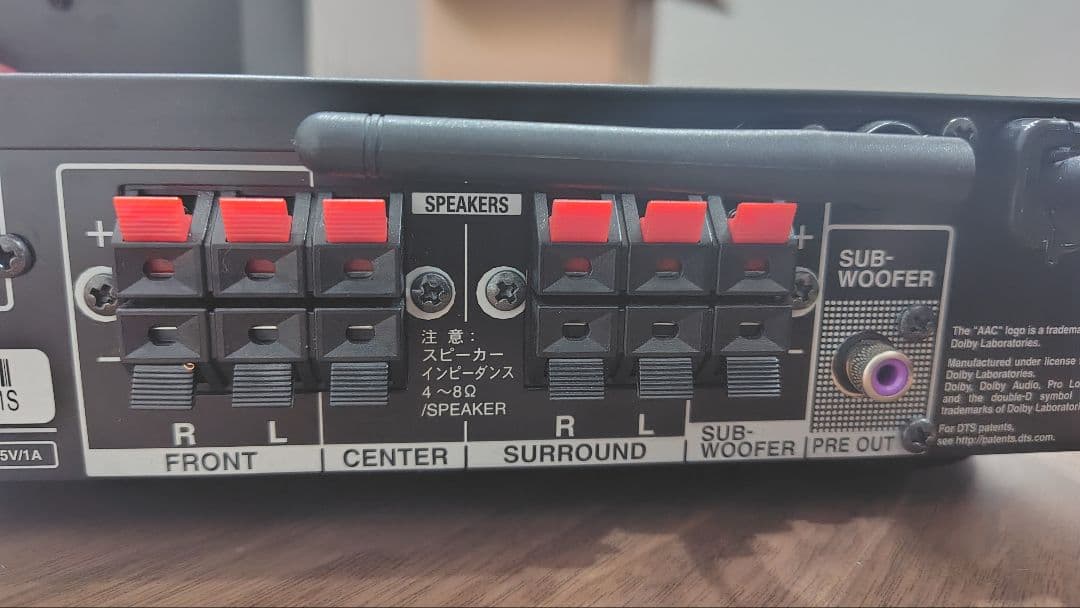 SPEAKERS
+
+
−
−
注意：
スピーカー
インピーダンス
4～8Ω
/SPEAKER
R L
FRONT
CENTER
R L
SURROUND
SUB-
WOOFER
SUB-
WOOFER
PRE OUT
The "AAC" logo is a
Dolby Laboratories.
Manufactured under license
Dolby Laboratories.
Dolby, Dolby Audio, Pro
and the double-D symbol
trademarks of Dolby
For DTS patents,
see http://patents.dts.com.
1S
5V/1A